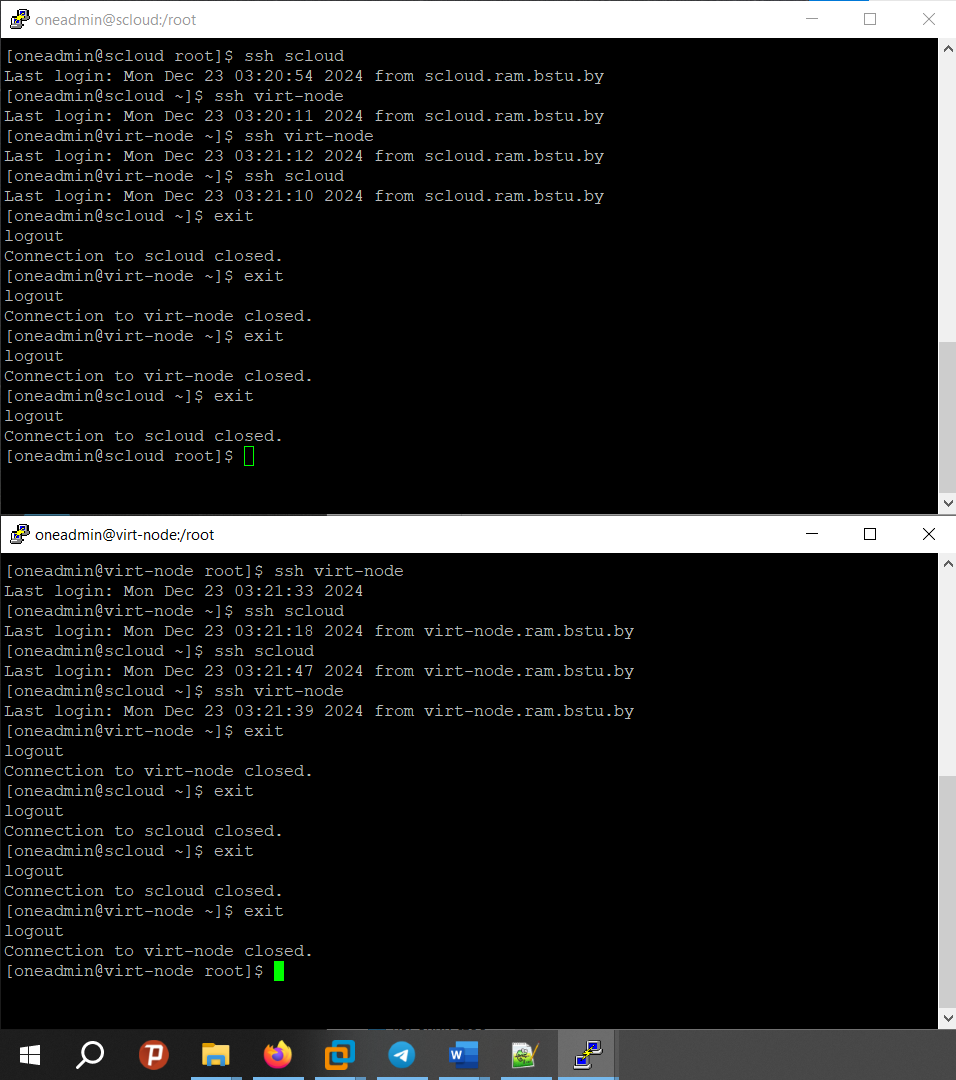 oneadmin@scloud:/root
[oneadmin@scloud root]$ ssh scloud
Last login: Mon Dec 23 03:20:54 2024 from scloud.ram.bstu.by
[oneadmin@scloud ~]$ ssh virt-node
Last login: Mon Dec 23 03:20:11 2024 from scloud.ram.bstu.by
[oneadmin@virt-node ~]$ ssh virt-node
Last login: Mon Dec 23 03:21:12 2024 from scloud.ram.bstu.by
[oneadmin@virt-node ~]$ ssh scloud
Last login: Mon Dec 23 03:21:10 2024 from scloud.ram.bstu.by
[oneadmin@scloud ~]$ exit
logout
Connection to scloud closed.
[oneadmin@virt-node ~]$ exit
logout
Connection to virt-node closed.
[oneadmin@virt-node ~]$ exit
logout
Connection to virt-node closed.
[oneadmin@scloud ~]$ exit
logout
Connection to scloud closed.
[oneadmin@scloud root]$
oneadmin@virt-node:/root
[oneadmin@virt-node root]$ ssh virt-node
Last login: Mon Dec 23 03:21:33 2024
[oneadmin@virt-node ~]$ ssh scloud
Last login: Mon Dec 23 03:21:18 2024 from virt-node.ram.bstu.by
[oneadmin@scloud ~]$ ssh scloud
Last login: Mon Dec 23 03:21:47 2024 from virt-node.ram.bstu.by
[oneadmin@scloud ~]$ ssh virt-node
Last login: Mon Dec 23 03:21:39 2024 from virt-node.ram.bstu.by
[oneadmin@virt-node ~]$ exit
logout
Connection to virt-node closed.
[oneadmin@scloud ~]$ exit
logout
Connection to scloud closed.
[oneadmin@scloud ~]$ exit
logout
Connection to scloud closed.
[oneadmin@virt-node ~]$ exit
logout
Connection to virt-node closed.
[oneadmin@virt-node root]$